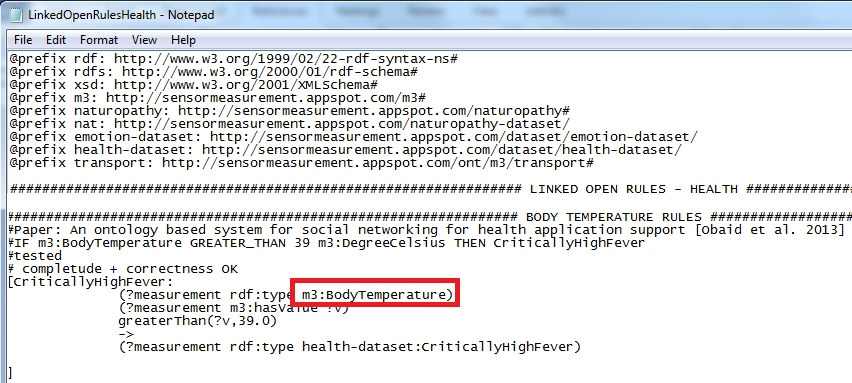 LinkedOpenRulesHealth - Notepad
File Edit Format View Help
@prefix rdf: http://www.w3.org/1999/02/22-rdf-syntax-ns#
@prefix rdfs: http://www.w3.org/2000/01/rdf-schema#
@prefix xsd: http://www.w3.org/2001/XMLSchema#
@prefix m3: http://sensormeasurement.appspot.com/m3#
@prefix naturopathy: http://sensormeasurement.appspot.com/naturopathy#
@prefix nat: http://sensormeasurement.appspot.com/naturopathy-dataset/
@prefix emotion-dataset: http://sensormeasurement.appspot.com/dataset/emotion-dataset/
@prefix health-dataset: http://sensormeasurement.appspot.com/dataset/health-dataset/
@prefix transport: http://sensormeasurement.appspot.com/ont/m3/transport#
################################################################ LINKED OPEN RULES - HEALTH ##############
################################################################ BODY TEMPERATURE RULES ##################
#Paper: An ontology based system for social networking for health application support [Obaid et al. 2013]
#IF m3:BodyTemperature GREATER_THAN 39 m3:DegreeCelsius THEN CriticallyHighFever
#tested
# completude + correctness OK
[CriticallyHighFever:
(?measurement rdf:type m3:BodyTemperature)
(?measurement m3:hasValue ?v)
greaterThan(?v,39.0)
->
(?measurement rdf:type health-dataset:CriticallyHighFever)
]